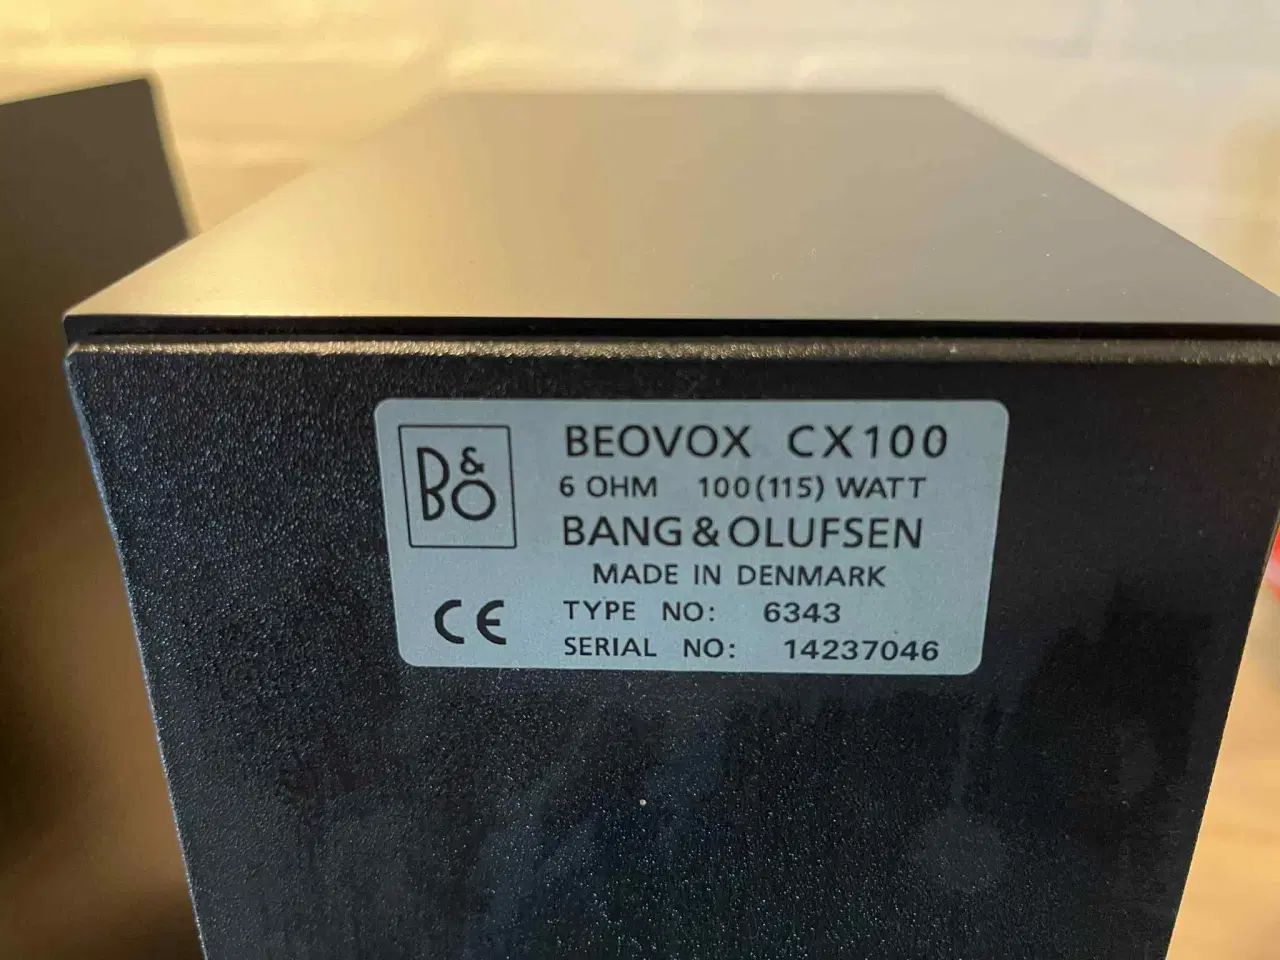 B&O
BEOVOX CX100
6 OHM 100(115) WATT
BANG & OLUFSEN
MADE IN DENMARK
CE TYPE NO: 6343
SERIAL NO: 14237046